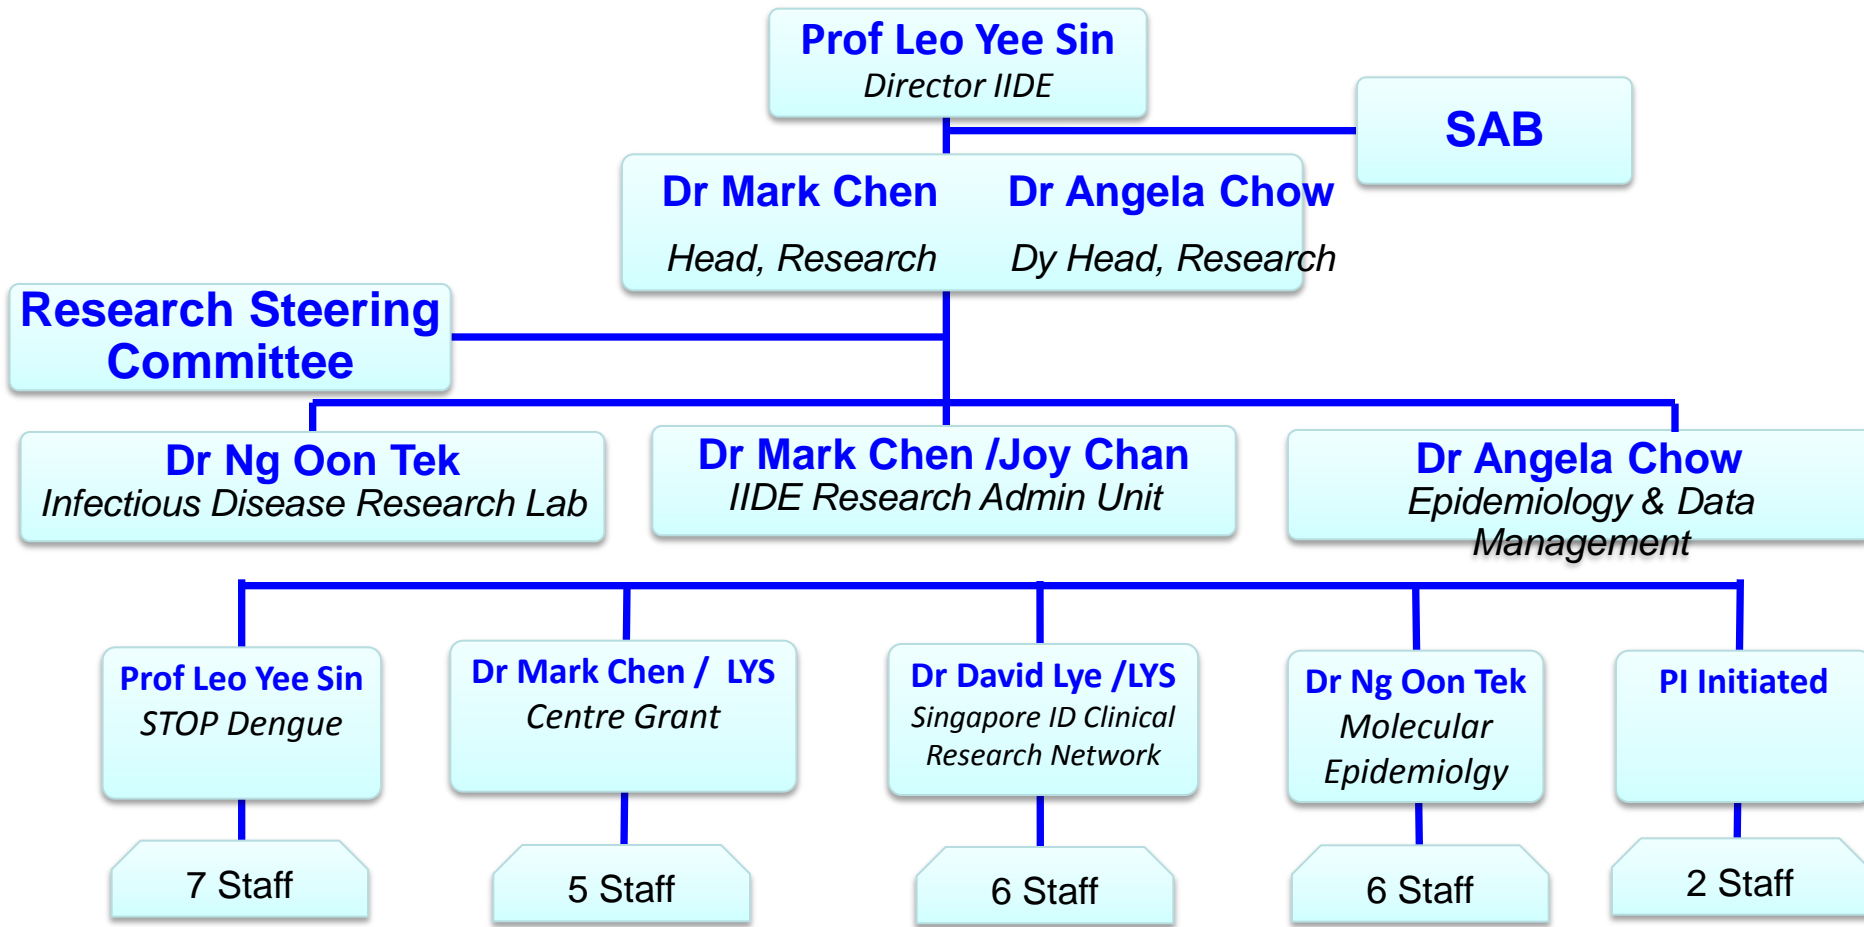 Prof Leo Yee Sin
Director IIDE
SAB
Dr Mark Chen
Dr Angela Chow
Head, Research
Dy Head, Research
Research Steering
Committee
Dr Ng Oon Tek
Infectious Disease Research Lab
Dr Mark Chen /Joy Chan
IIDE Research Admin Unit
Dr Angela Chow
Epidemiology & Data
Management
Prof Leo Yee Sin
STOP Dengue
Dr Mark Chen / LYS
Centre Grant
Dr David Lye /LYS
Singapore ID Clinical
Research Network
Dr Ng Oon Tek
Molecular
Epidemiolgy
PI Initiated
7 Staff
5 Staff
6 Staff
6 Staff
2 Staff